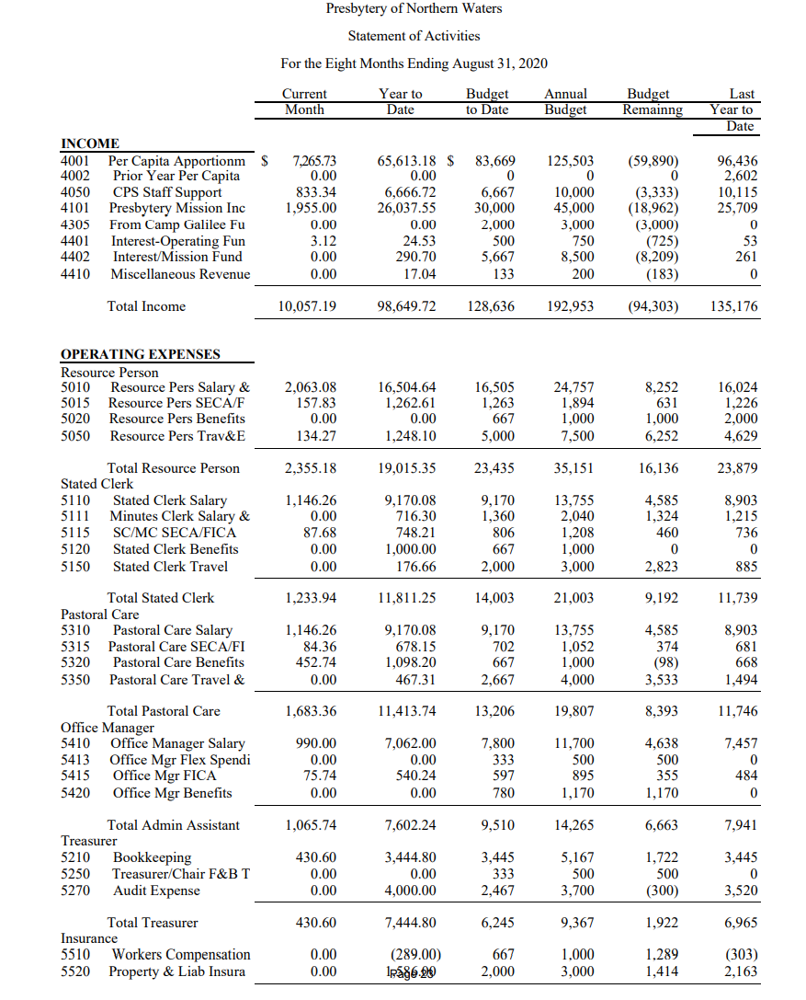 Presbytery of Northern Waters
Statement of Activities
For the Eight Months Ending August 31, 2020
Current Year to Budget Annual Budget Last
Month Date to Date Budget Remainng Year to
Date
INCOME
4001 Per Capita Apportionm $ 7,265.73 65,613.18 $ 83,669 125,503 (59,890) 96,436
4002 Prior Year Per Capita 0.00 0.00 0 0 0 2,602
4050 CPS Staff Support 833.34 6,666.72 6,667 10,000 (3,333) 10,115
4101 Presbytery Mission Inc 1,955.00 26,037.55 30,000 45,000 (18,962) 25,709
4305 From Camp Galilee Fu 0.00 0.00 2,000 3,000 (3,000) 0
4401 Interest-Operating Fun 3.12 24.53 500 750 (725) 53
4402 Interest/Mission Fund 0.00 290.70 5,667 8,500 (8,209) 261
4410 Miscellaneous Revenue 0.00 17.04 133 200 (183) 0
Total Income 10,057.19 98,649.72 128,636 192,953 (94,303) 135,176
OPERATING EXPENSES
Resource Person
5010 Resource Pers Salary & 2,063.08 16,504.64 16,505 24,757 8,252 16,024
5015 Resource Pers SECA/F 157.83 1,262.61 1,263 1,894 631 1,226
5020 Resource Pers Benefits 0.00 0.00 667 1,000 1,000 2,000
5050 Resource Pers Trav&E 134.27 1,248.10 5,000 7,500 6,252 4,629
Total Resource Person 2,355.18 19,015.35 23,435 35,151 16,136 23,879
Stated Clerk
5110 Stated Clerk Salary 1,146.26 9,170.08 9,170 13,755 4,585 8,903
5111 Minutes Clerk Salary & 0.00 716.30 1,360 2,040 1,324 1,215
5115 SC/MC SECA/FICA 87.68 748.21 806 1,208 460 736
5120 Stated Clerk Benefits 0.00 1,000.00 667 1,000 0 0
5150 Stated Clerk Travel 0.00 176.66 2,000 3,000 2,823 885
Total Stated Clerk 1,233.94 11,811.25 14,003 21,003 9,192 11,739
Pastoral Care
5310 Pastoral Care Salary 1,146.26 9,170.08 9,170 13,755 4,585 8,903
5315 Pastoral Care SECA/FI 84.36 678.15 702 1,052 374 681
5320 Pastoral Care Benefits 452.74 1,098.20 667 1,000 (98) 668
5350 Pastoral Care Travel & 0.00 467.31 2,667 4,000 3,533 1,494
Total Pastoral Care 1,683.36 11,413.74 13,206 19,807 8,393 11,746
Office Manager
5410 Office Manager Salary 990.00 7,062.00 7,800 11,700 4,638 7,457
5413 Office Mgr Flex Spendi 0.00 0.00 333 500 500 0
5415 Office Mgr FICA 75.74 540.24 597 895 355 484
5420 Office Mgr Benefits 0.00 0.00 780 1,170 1,170 0
Total Admin Assistant 1,065.74 7,602.24 9,510 14,265 6,663 7,941
Treasurer
5210 Bookkeeping 430.60 3,444.80 3,445 5,167 1,722 3,445
5250 Treasurer/Chair F&B T 0.00 0.00 333 500 500 0
5270 Audit Expense 0.00 4,000.00 2,467 3,700 (300) 3,520
Total Treasurer 430.60 7,444.80 6,245 9,367 1,922 6,965
Insurance
5510 Workers Compensation 0.00 (289.00) 667 1,000 1,289 (303)
5520 Property & Liab Insura 0.00 1,586.00 2,000 3,000 1,414 2,163
Page 23